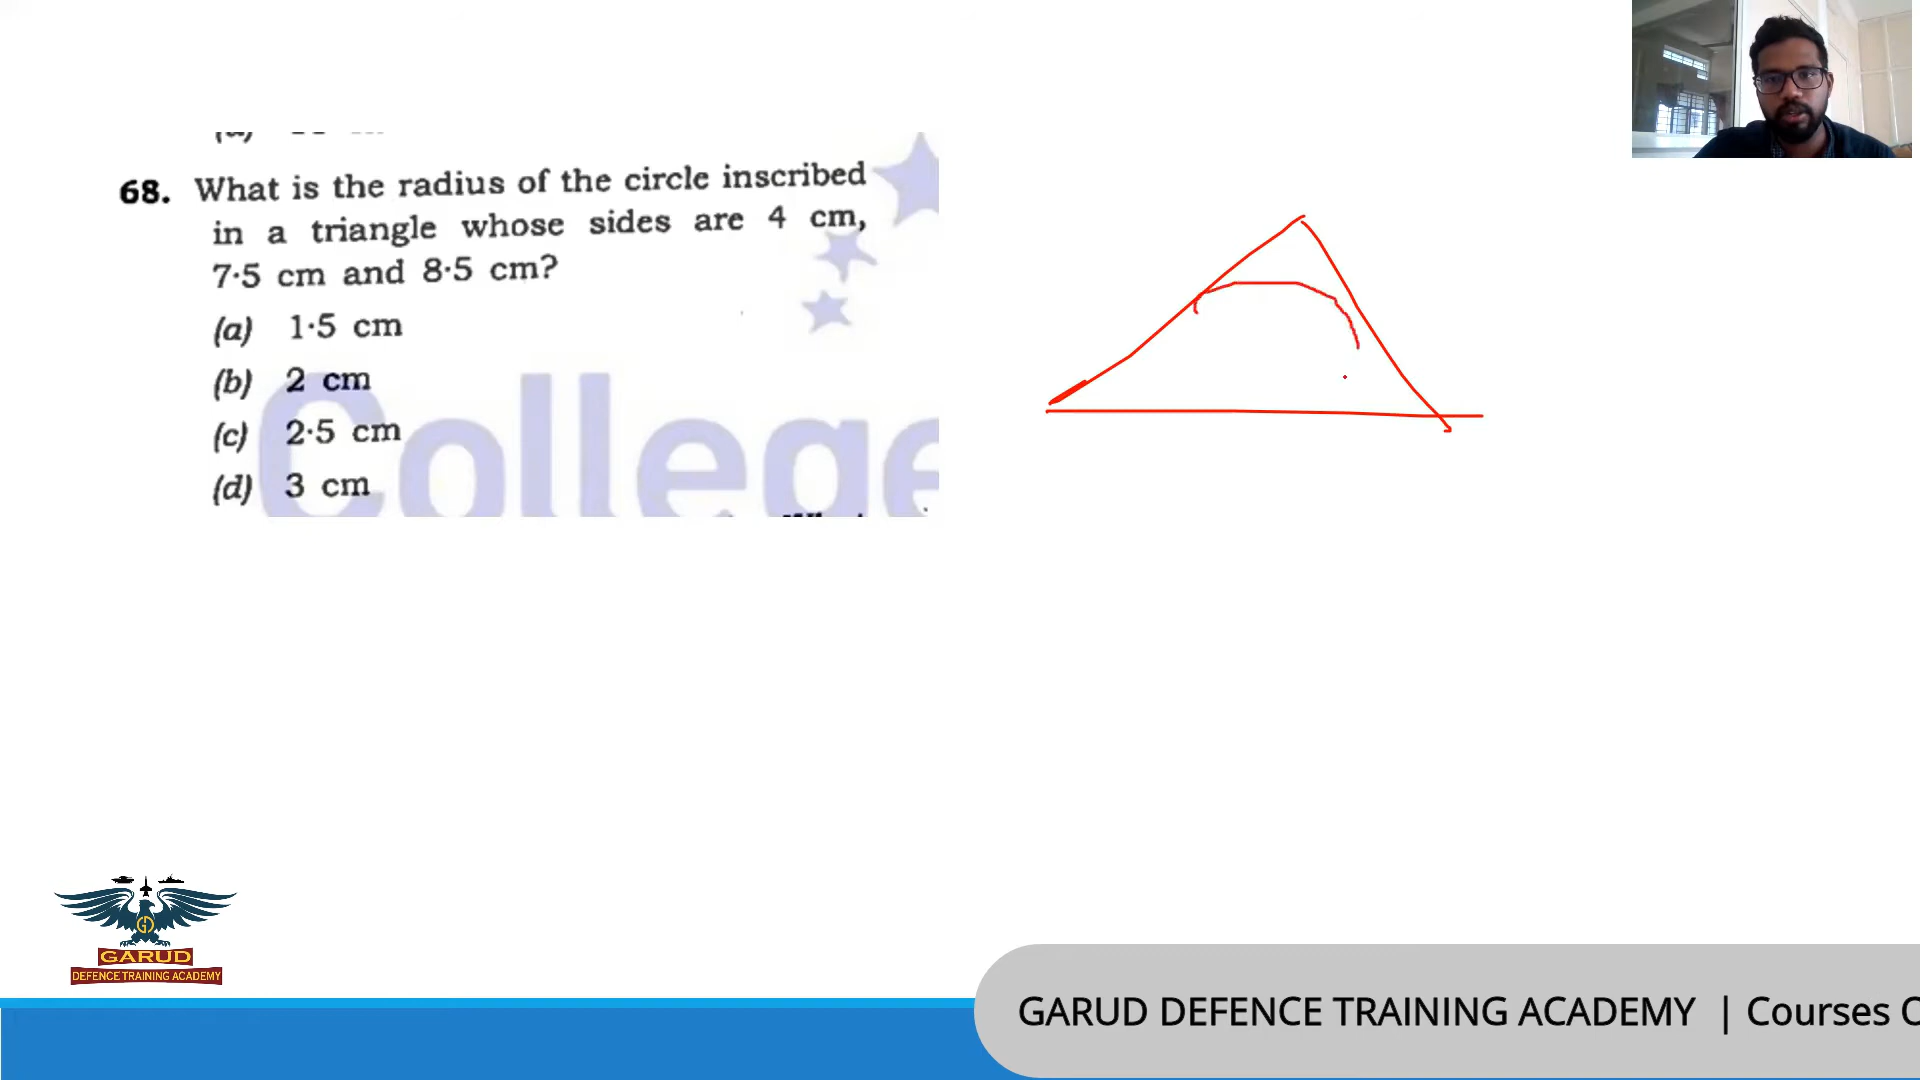 68. What is the radius of the circle inscribed
in a triangle whose sides are 4 cm,
7·5 cm and 8·5 cm?
(a) 1·5 cm
(b) 2 cm
(c) 2·5 cm
(d) 3 cm
College
GD
GARUD
DEFENCE TRAINING ACADEMY
GARUD DEFENCE TRAINING ACADEMY | Courses O